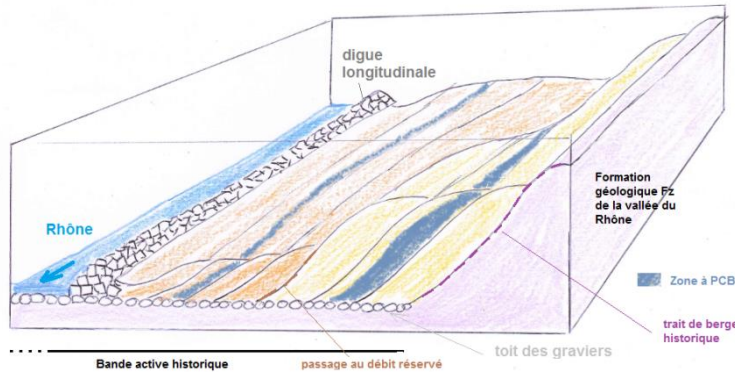 digue
longitudinale
Rhône
Formation
géologique Fz
de la vallée du
Rhône
Zone à PCB
trait de berge
historique
toit des graviers
Bande active historique
passage au débit réservé